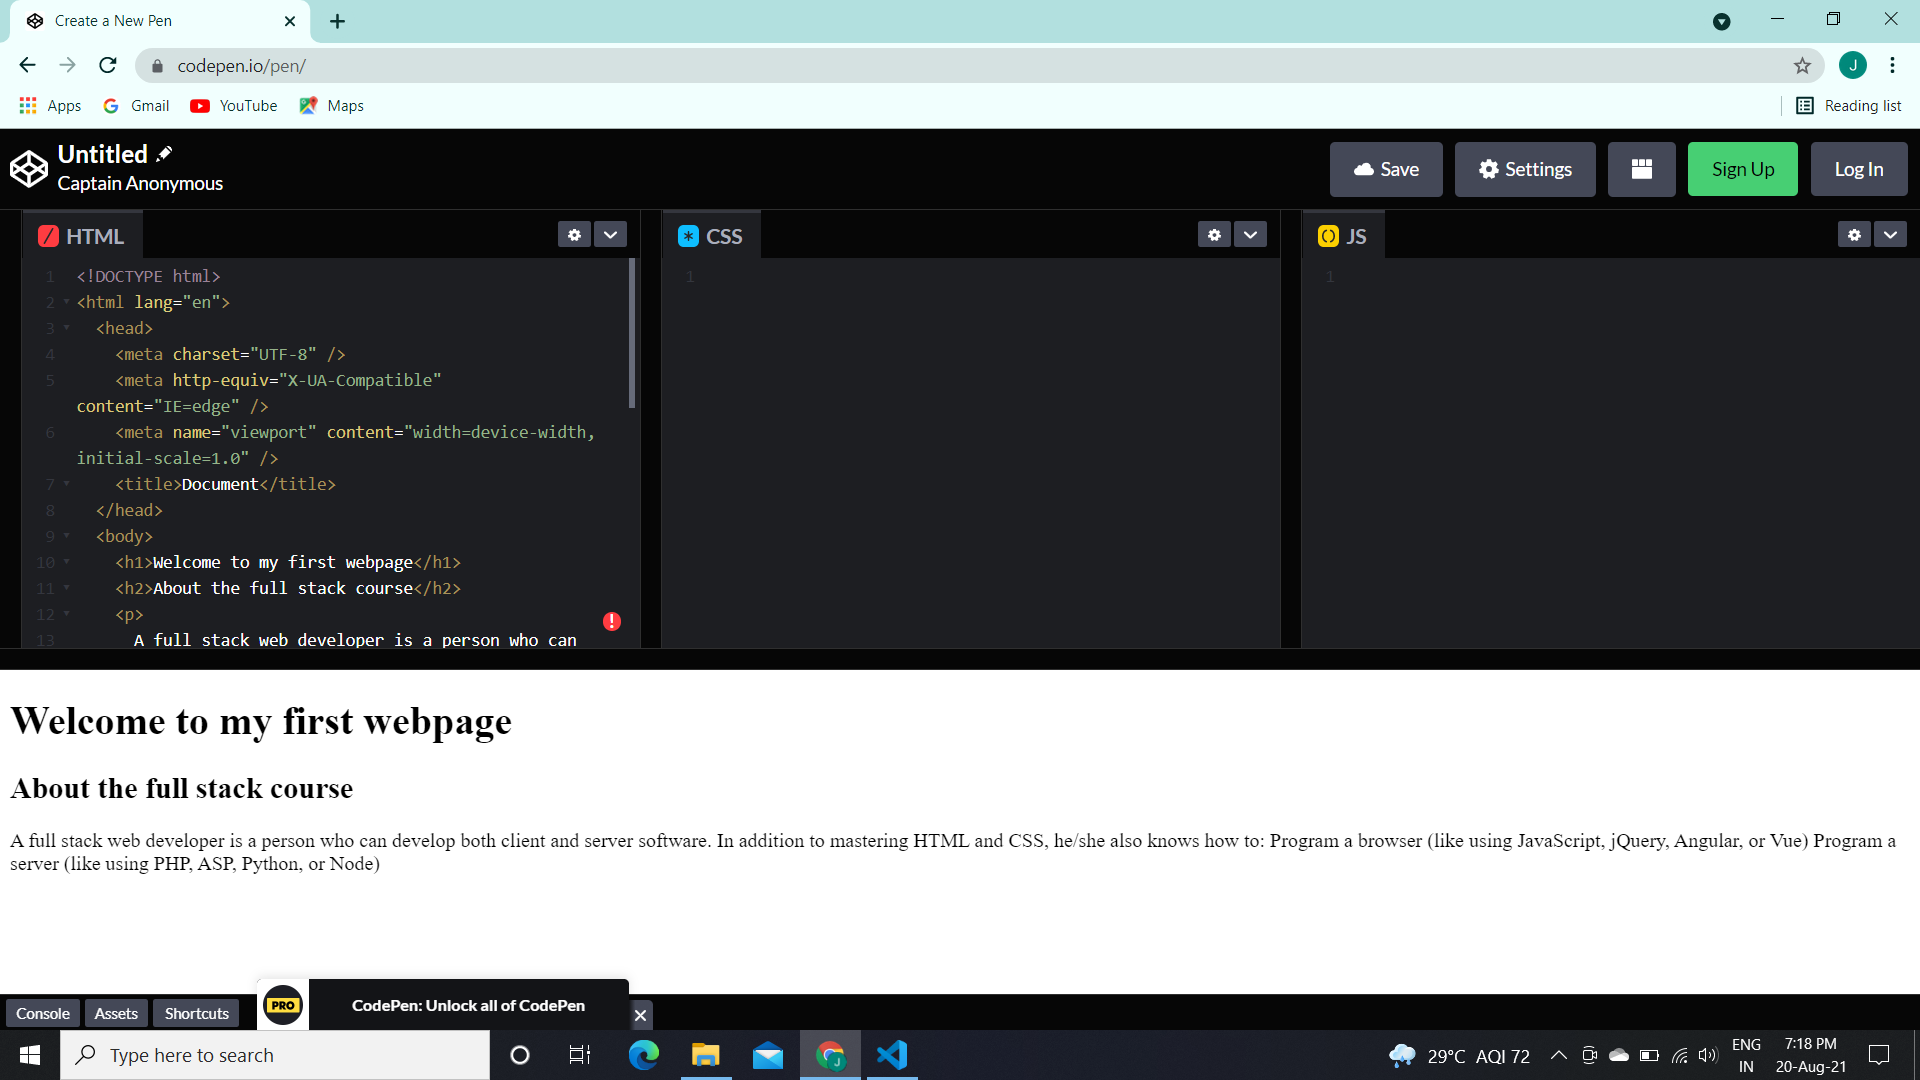 Create a New Pen
codepen.io/pen/
J
Apps
Gmail
YouTube
Maps
Reading list
Untitled
Captain Anonymous
Save
Settings
Sign Up
Log In
HTML
1 <!DOCTYPE html>
2 <html lang="en">
3 <head>
4 <meta charset="UTF-8" />
5 <meta http-equiv="X-UA-Compatible"
content="IE=edge" />
6 <meta name="viewport" content="width=device-width,
initial-scale=1.0" />
7 <title>Document</title>
8 </head>
9 <body>
10 <h1>Welcome to my first webpage</h1>
11 <h2>About the full stack course</h2>
12 <p>
13 A full stack web developer is a person who can
CSS
1
JS
1
Welcome to my first webpage
About the full stack course
A full stack web developer is a person who can develop both client and server software. In addition to mastering HTML and CSS, he/she also knows how to: Program a browser (like using JavaScript, jQuery, Angular, or Vue) Program a
server (like using PHP, ASP, Python, or Node)
Console
Assets
Shortcuts
PRO
CodePen: Unlock all of CodePen
Type here to search
J
29°C AQI 72
ENG
IN
7:18 PM
20-Aug-21